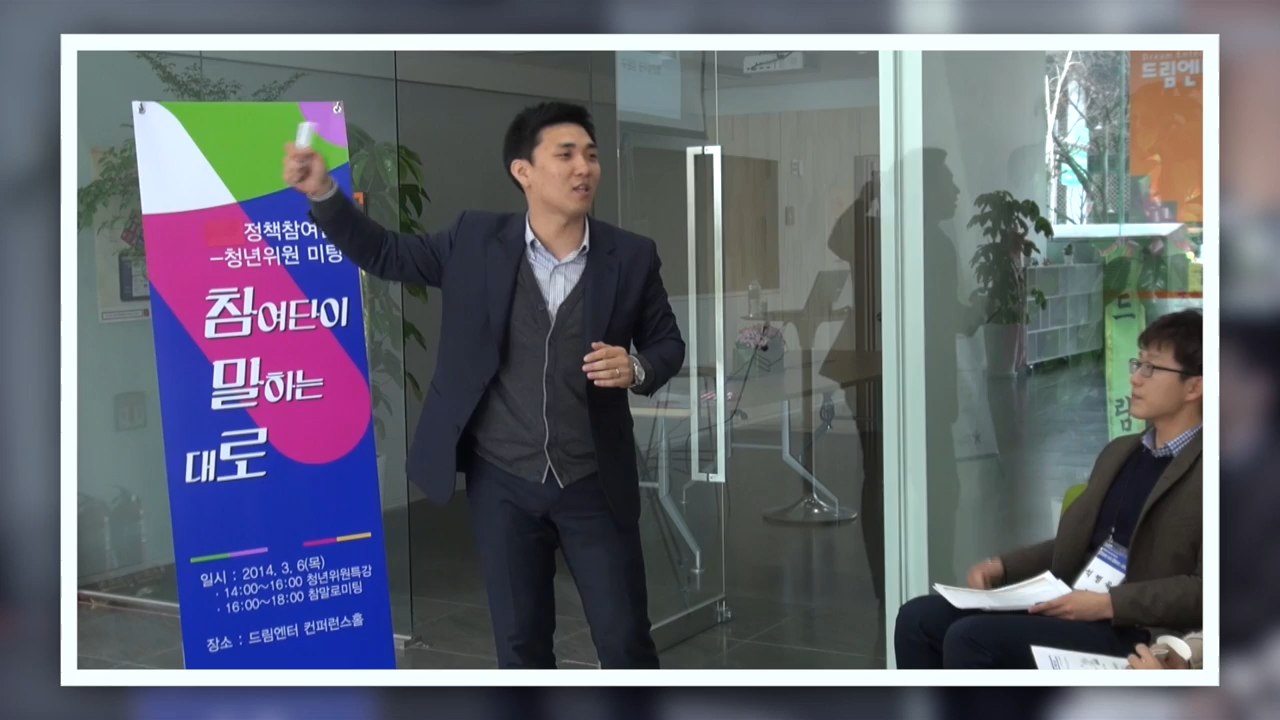 정책참여단
-청년위원 미팅
참여단이
말하는
대로
일시 : 2014. 3. 6(목)
· 14:00~16:00 청년위원특강
· 16:00~18:00 참말로미팅
장소 : 드림엔터 컨퍼런스홀
드림엔
드
림